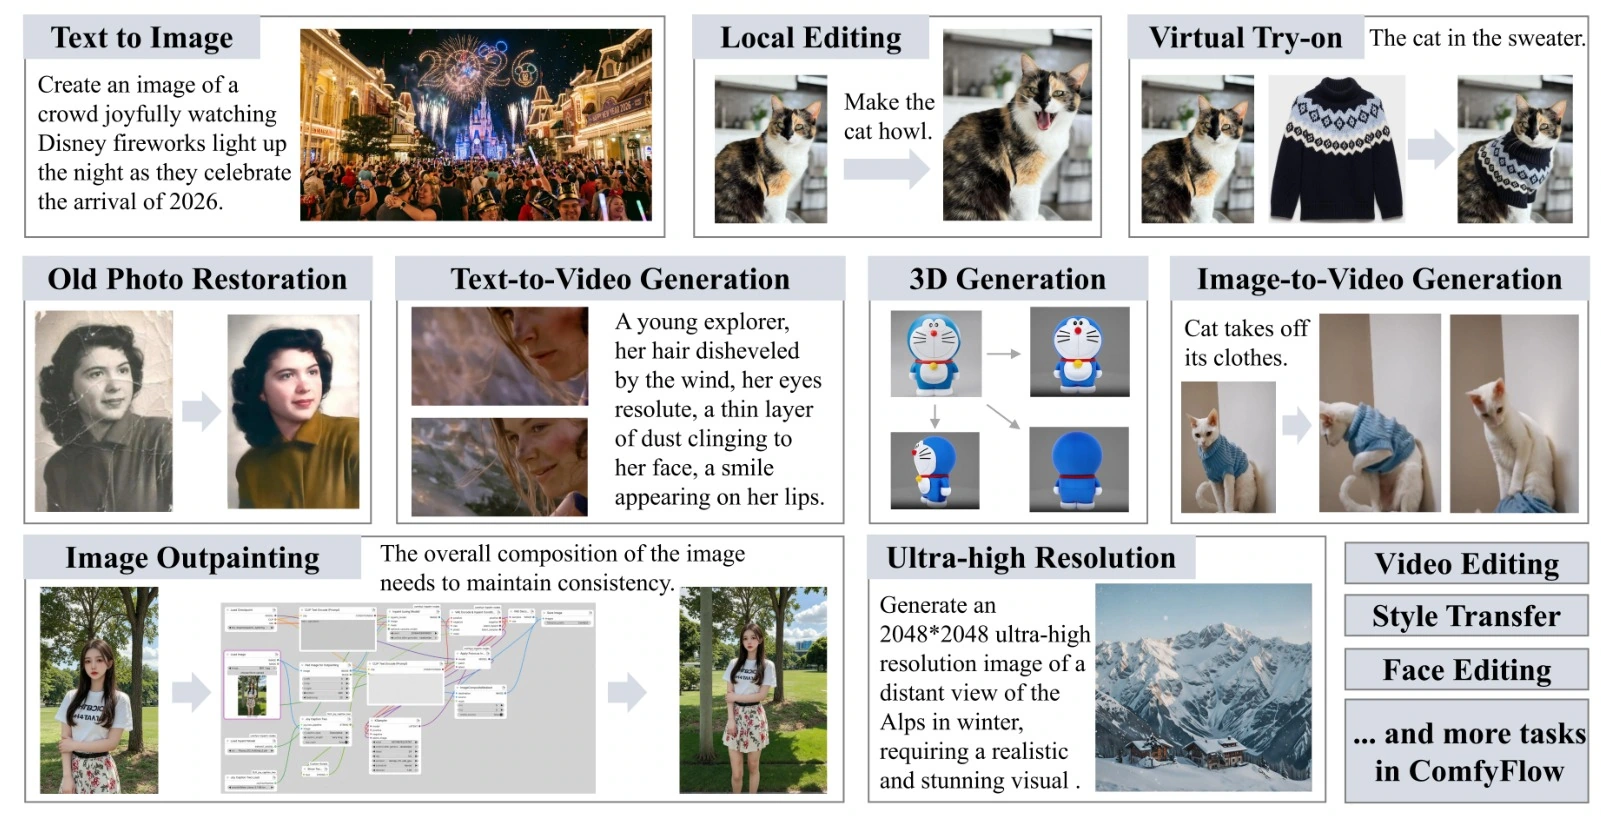 Text to Image
Create an image of a
crowd joyfully watching
Disney fireworks light up
the night as they celebrate
the arrival of 2026.
2026
Local Editing
Make the
cat howl.
Virtual Try-on
The cat in the sweater.
Old Photo Restoration
Text-to-Video Generation
A young explorer,
her hair disheveled
by the wind, her eyes
resolute, a thin layer
of dust clinging to
her face, a smile
appearing on her lips.
3D Generation
Image-to-Video Generation
Cat takes off
its clothes.
Image Outpainting
The overall composition of the image
needs to maintain consistency.
Ultra-high Resolution
Generate an
2048*2048 ultra-high
resolution image of a
distant view of the
Alps in winter,
requiring a realistic
and stunning visual .
Video Editing
Style Transfer
Face Editing
... and more tasks
in ComfyFlow